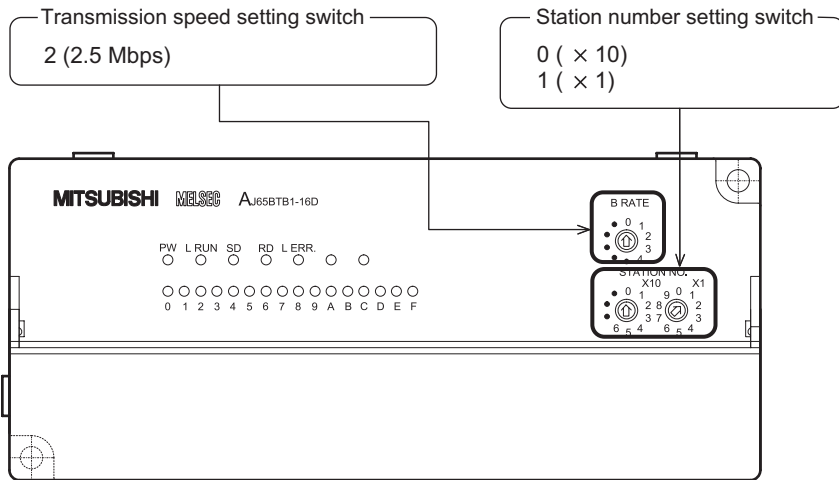 Transmission speed setting switch
2 (2.5 Mbps)
Station number setting switch
0 ( × 10)
1 ( × 1)
MITSUBISHI MELSEC AJ65BTB1-16D
B RATE
0 1 2 3 4
PW L RUN SD RD L ERR.
STATION NO.
X10 X1
0 1 2 3 4 5 6
0 1 2 3 4 5 6 7 8 9
0 1 2 3 4 5 6 7 8 9 A B C D E F